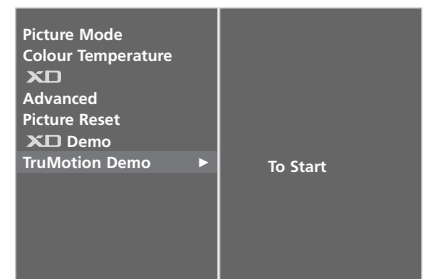 Picture Mode
Colour Temperature
XD
Advanced
Picture Reset
XD Demo
TruMotion Demo ►
To Start